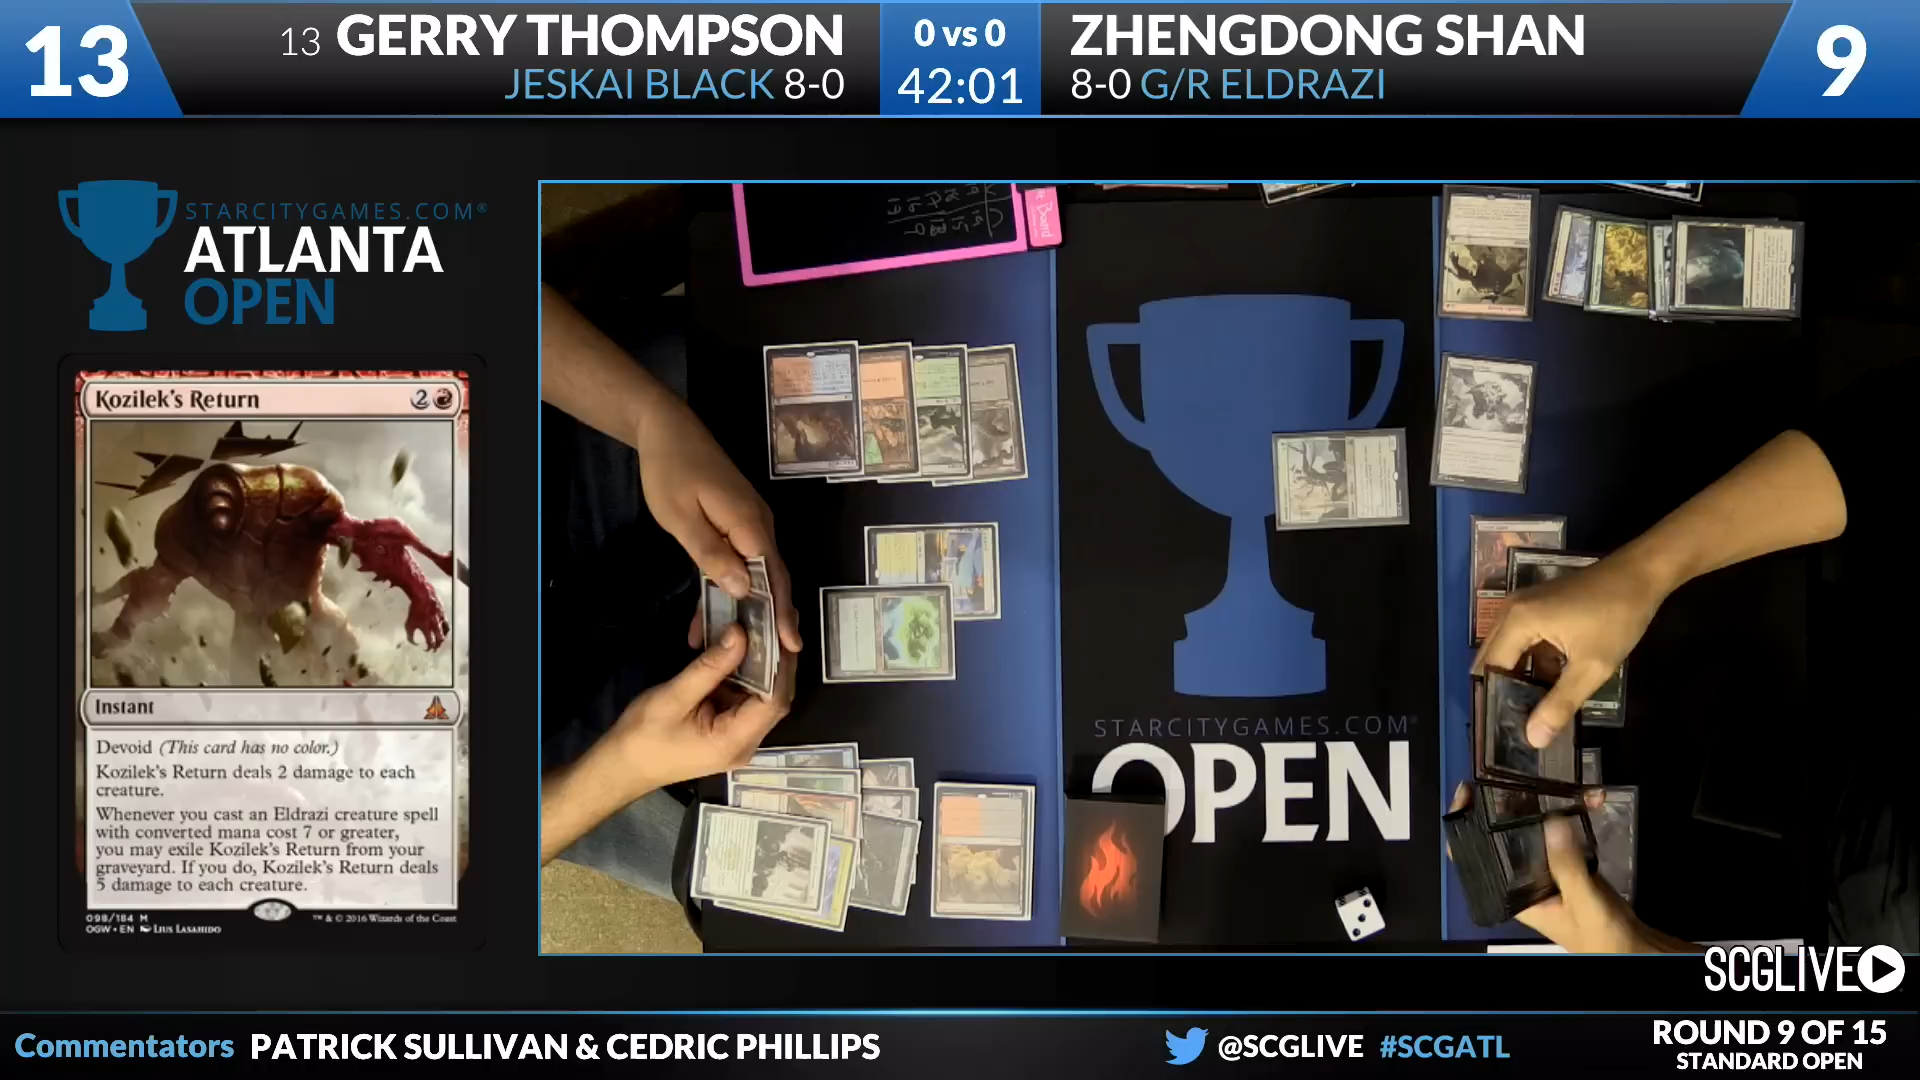 13
13 GERRY THOMPSON
JESKAI BLACK 8-0
0 vs 0
42:01
ZHENGDONG SHAN
8-0 G/R ELDRAZI
9
STARCITYGAMES.COM®
ATLANTA
OPEN
Kozilek's Return 2
Instant
Devoid (This card has no color.)
Kozilek's Return deals 2 damage to each
creature.
Whenever you cast an Eldrazi creature spell
with converted mana cost 7 or greater,
you may exile Kozilek's Return from your
graveyard. If you do, Kozilek's Return deals
5 damage to each creature.
098/184 M
OGW • EN LIUS LASAHIDO
™ & © 2016 Wizards of the Coast
STARCITYGAMES.COM®
OPEN
SCGLIVE
Commentators PATRICK SULLIVAN & CEDRIC PHILLIPS
@SCGLIVE #SCGATL
ROUND 9 OF 15
STANDARD OPEN